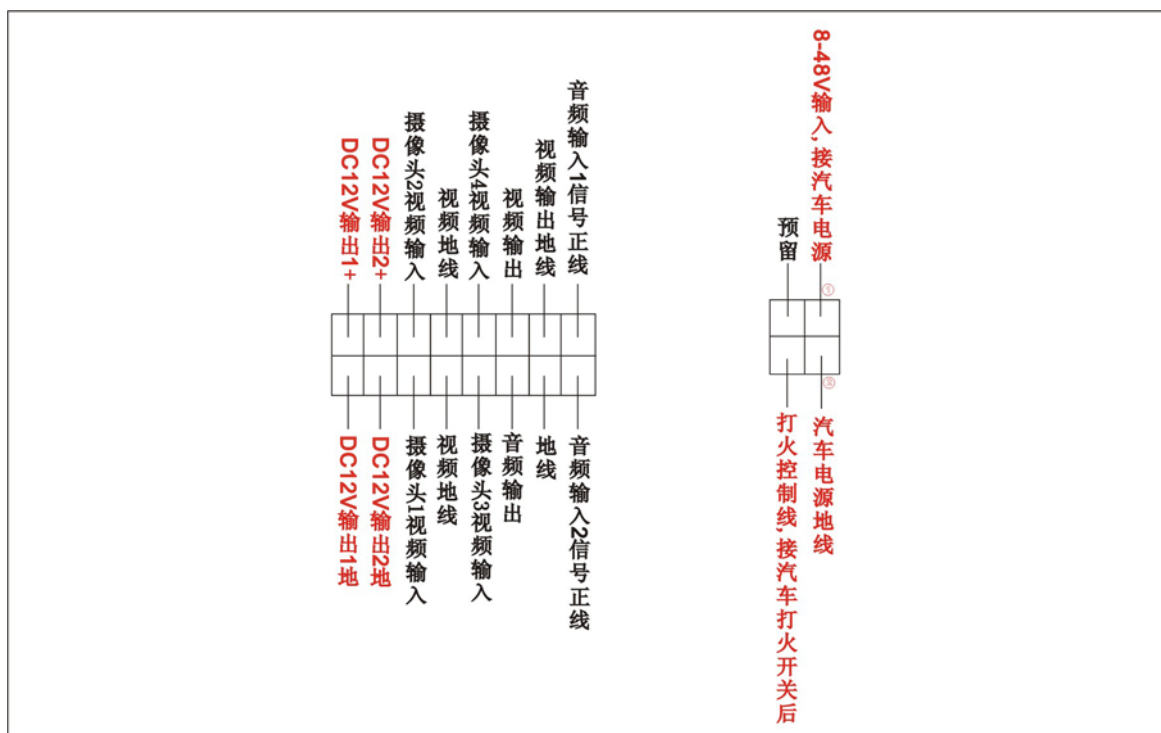 DC12V输出1+
DC12V输出2+
摄像头2视频输入
视频地线
摄像头4视频输入
视频输出
视频输出地线
音频输入1信号正线
DC12V输出1地
DC12V输出2地
摄像头1视频输入
视频地线
摄像头3视频输入
音频输出
地线
音频输入2信号正线
预留
8-48V输入,接汽车电源
①
打火控制线,接汽车打火开关后
汽车电源地线